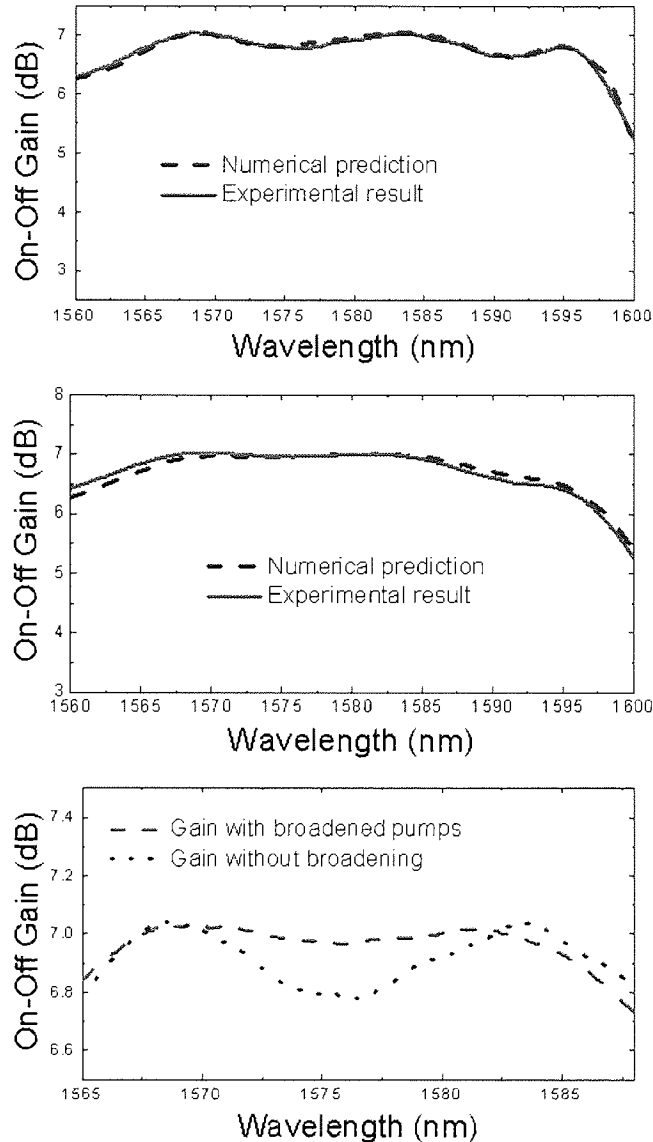 On-Off Gain (dB)
7
6
5
4
3
Numerical prediction
Experimental result
1560 1565 1570 1575 1580 1585 1590 1595 1600
Wavelength (nm)
On-Off Gain (dB)
8
7
6
5
4
3
Numerical prediction
Experimental result
1560 1565 1570 1575 1580 1585 1590 1595 1600
Wavelength (nm)
On-Off Gain (dB)
7.4
7.2
7.0
6.8
6.6
Gain with broadened pumps
Gain without broadening
1565 1570 1575 1580 1585
Wavelength (nm)